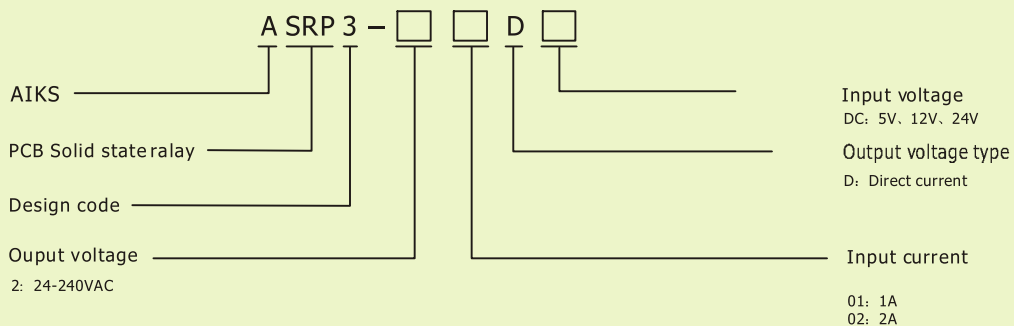 A SRP 3 – □ □ D □
AIKS
PCB Solid state ralay
Design code
Ouput voltage
2: 24-240VAC
Input voltage
DC: 5V、12V、24V
Output voltage type
D: Direct current
Input current
01: 1A
02: 2A